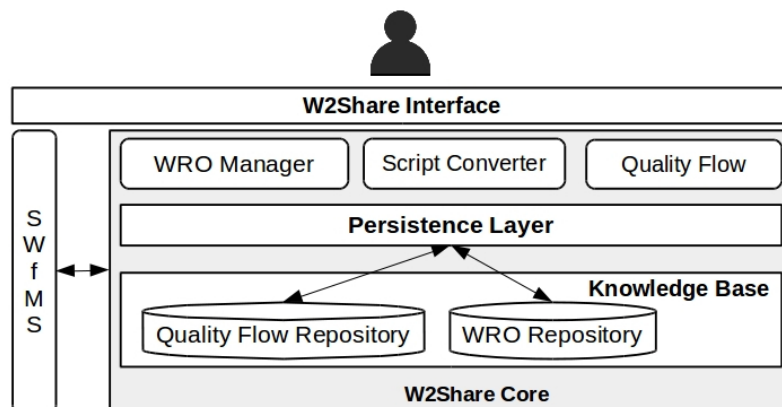 W2Share Interface
WRO Manager
Script Converter
Quality Flow
S
W
f
M
S
Persistence Layer
Knowledge Base
Quality Flow Repository
WRO Repository
W2Share Core